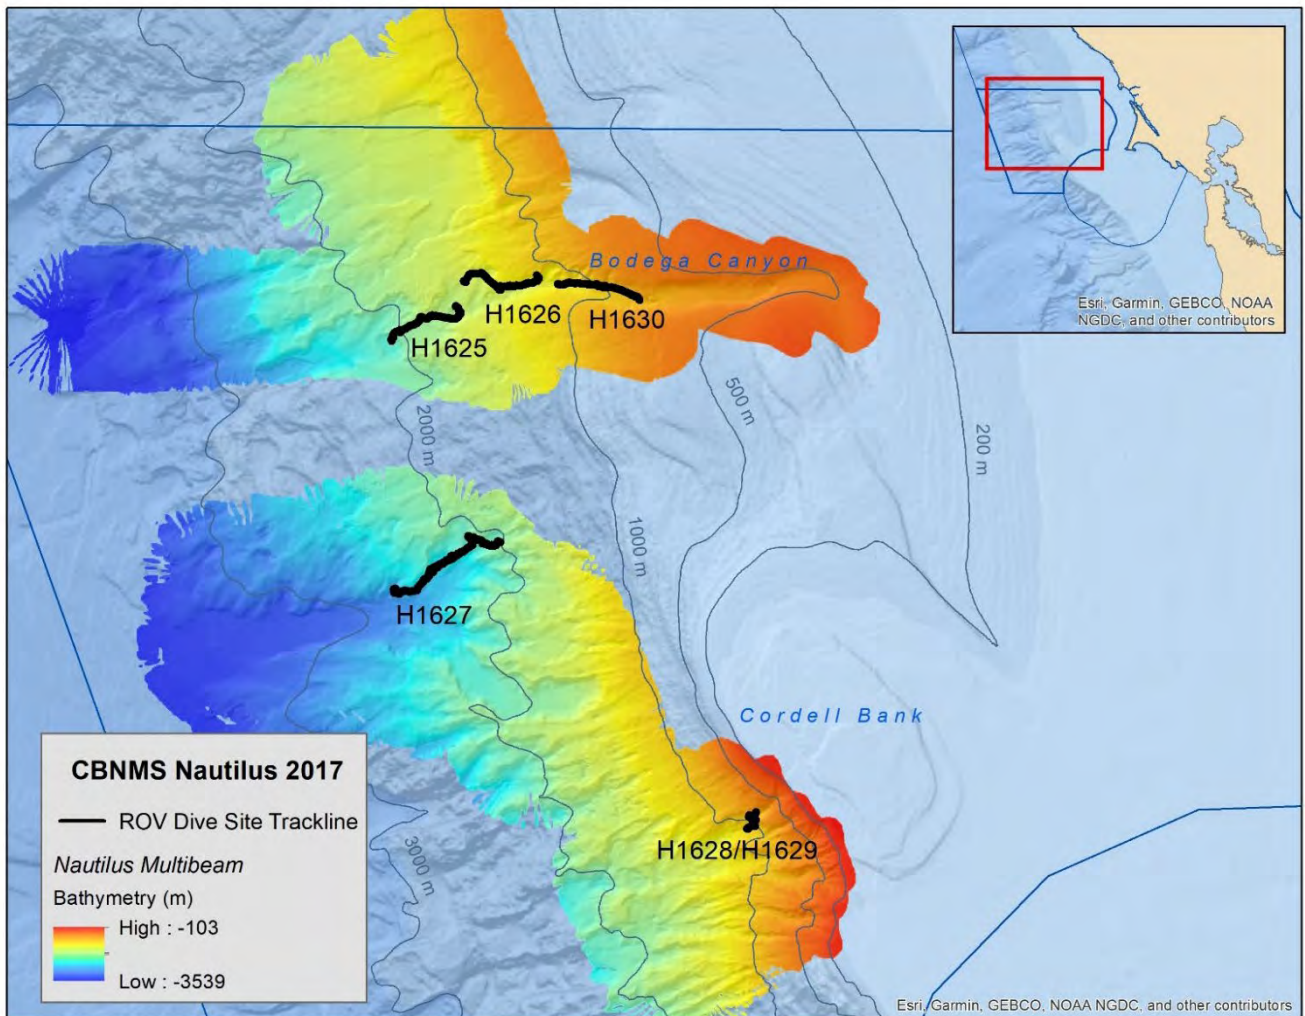 Esri, Garmin, GEBCO, NOAA
NGDC, and other contributors
Bodega Canyon
H1626
H1630
H1625
2000 m
500 m
200 m
1000 m
H1627
Cordell Bank
H1628/H1629
3000 m
CBNMS Nautilus 2017
ROV Dive Site Trackline
Nautilus Multibeam
Bathymetry (m)
High : -103
Low : -3539
Esri, Garmin, GEBCO, NOAA NGDC, and other contributors